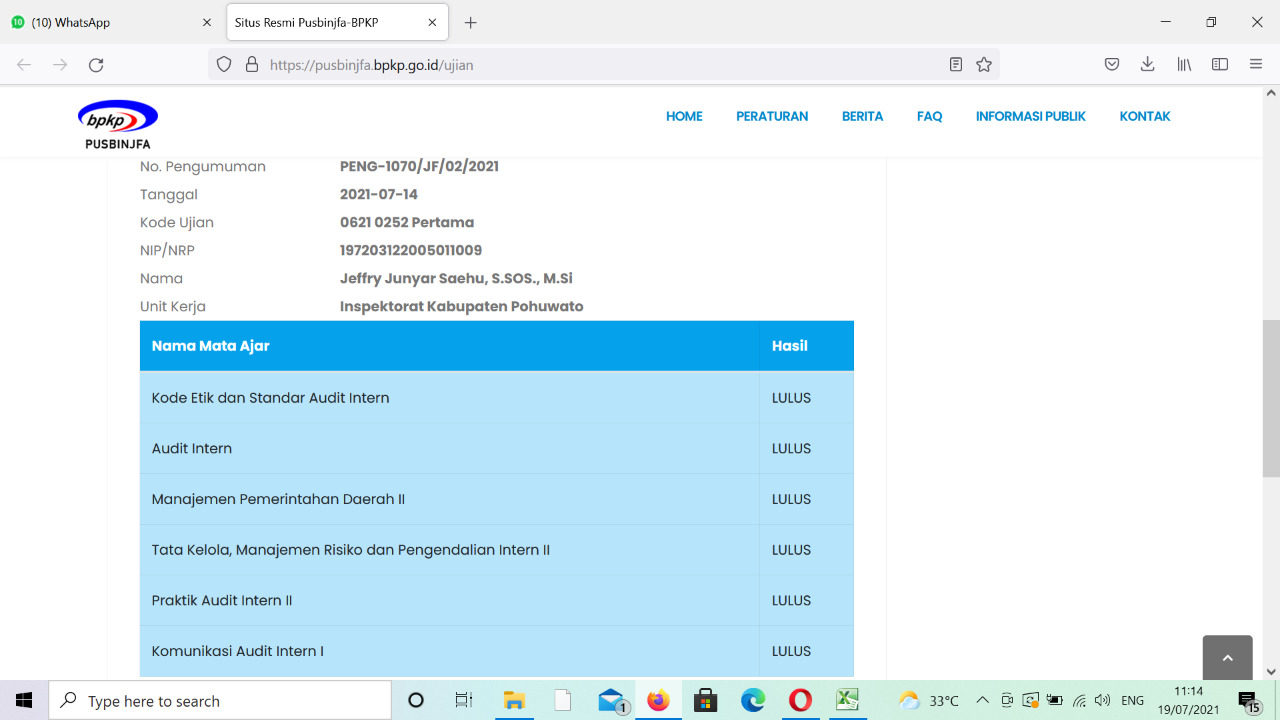 (10) WhatsApp
Situs Resmi Pusbinjfa-BPKP
https://pusbinjfa.bpkp.go.id/ujian
bpkp
PUSBINJFA
HOME PERATURAN BERITA FAQ INFORMASI PUBLIK KONTAK
No. Pengumuman PENG-1070/JF/02/2021
Tanggal 2021-07-14
Kode Ujian 0621 0252 Pertama
NIP/NRP 197203122005011009
Nama Jeffry Junyar Saehu, S.SOS., M.Si
Unit Kerja Inspektorat Kabupaten Pohuwato
Nama Mata Ajar Hasil
Kode Etik dan Standar Audit Intern LULUS
Audit Intern LULUS
Manajemen Pemerintahan Daerah II LULUS
Tata Kelola, Manajemen Risiko dan Pengendalian Intern II LULUS
Praktik Audit Intern II LULUS
Komunikasi Audit Intern I LULUS
Type here to search
1
33°C
ENG
11:14
19/07/2021
15